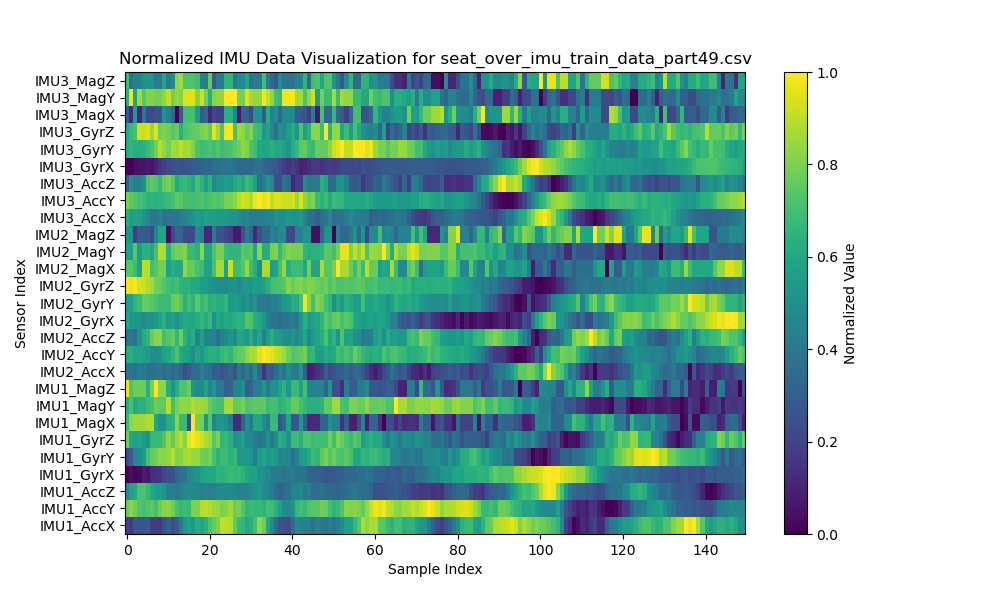 Normalized IMU Data Visualization for seat_over_imu_train_data_part49.csv
IMU3_MagZ
IMU3_MagY
IMU3_MagX
IMU3_GyrZ
IMU3_GyrY
IMU3_GyrX
IMU3_AccZ
IMU3_AccY
IMU3_AccX
IMU2_MagZ
IMU2_MagY
IMU2_MagX
IMU2_GyrZ
IMU2_GyrY
IMU2_GyrX
IMU2_AccZ
IMU2_AccY
IMU2_AccX
IMU1_MagZ
IMU1_MagY
IMU1_MagX
IMU1_GyrZ
IMU1_GyrY
IMU1_GyrX
IMU1_AccZ
IMU1_AccY
IMU1_AccX
Sensor Index
0 20 40 60 80 100 120 140
Sample Index
1.0
0.8
0.6
0.4
0.2
0.0
Normalized Value